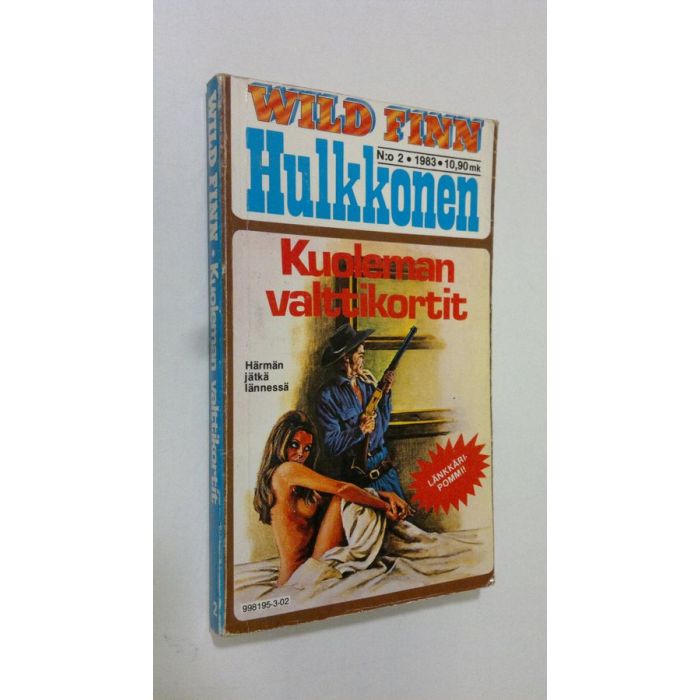 WILD FINN
N:o 2 • 1983 • 10,90 mk
Hulkkonen
Kuoleman
valttikortit
Härmän
jätkä
lännessä
LÄNKKÄRI-
POMMI!
998195-3-02
WILD FINN • Kuoleman valttikortit
2